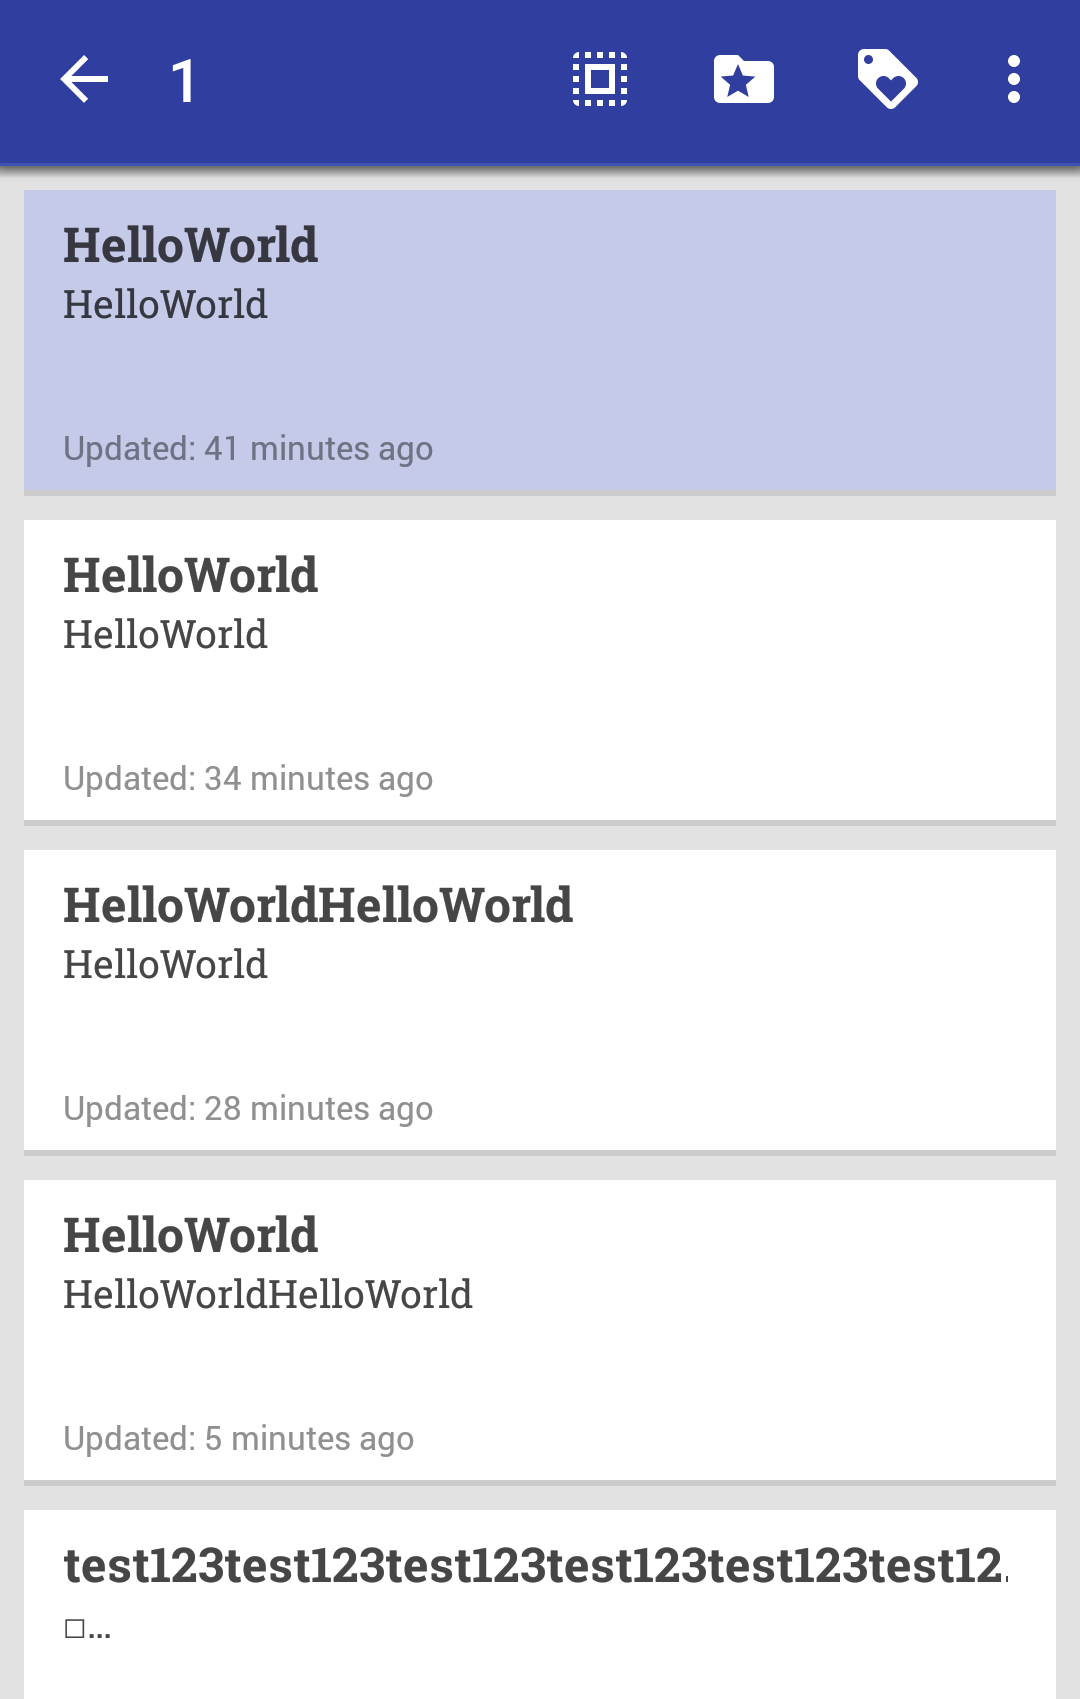 1
HelloWorld
HelloWorld
Updated: 41 minutes ago
HelloWorld
HelloWorld
Updated: 34 minutes ago
HelloWorldHelloWorld
HelloWorld
Updated: 28 minutes ago
HelloWorld
HelloWorldHelloWorld
Updated: 5 minutes ago
test123test123test123test123test123test12.
□...